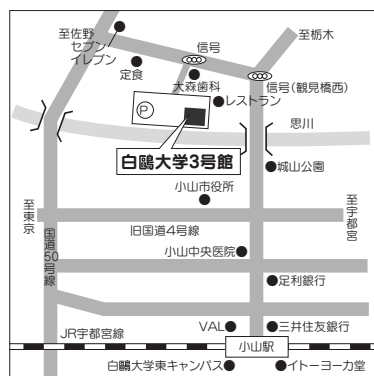 至佐野
セブン
イレブン
定食
信号
至栃木
大森歯科
信号(観見橋西)
レストラン
P
思川
白鷗大学3号館
城山公園
小山市役所
至東京
国道50号線
旧国道4号線
至宇都宮
小山中央医院
足利銀行
VAL
三井住友銀行
JR宇都宮線
小山駅
白鷗大学東キャンパス
イトーヨーカ堂